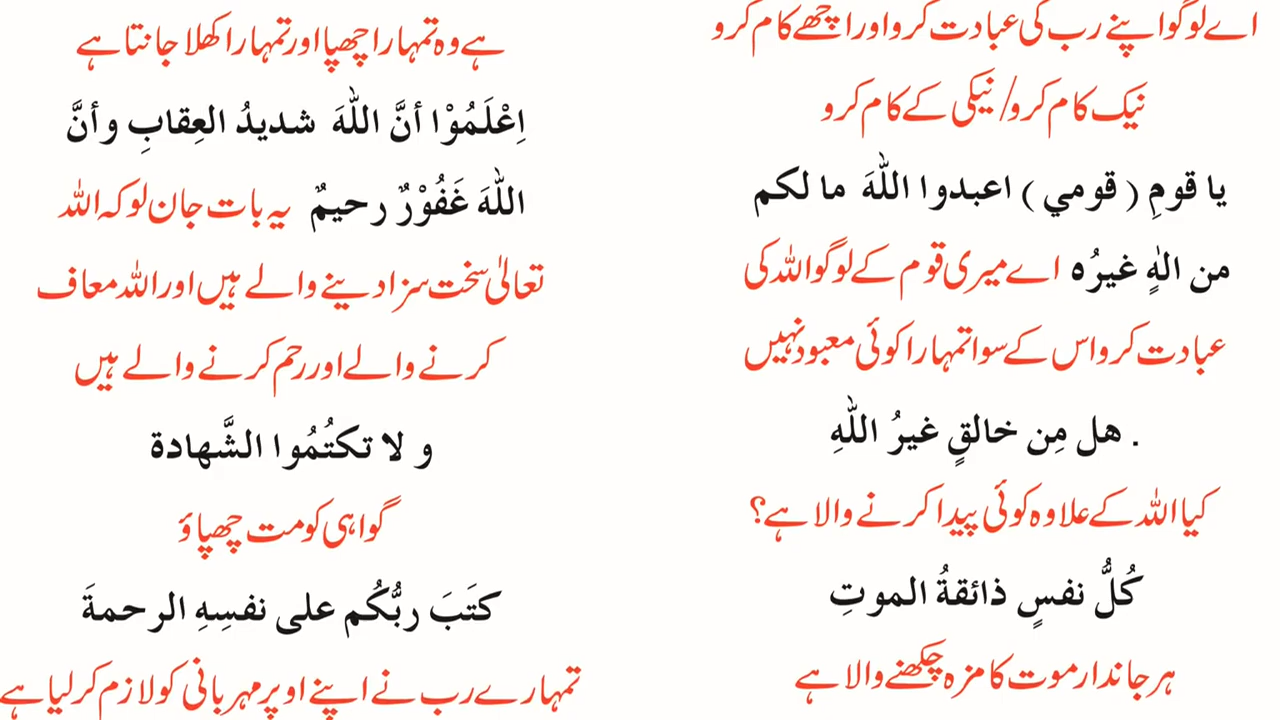 اے لوگو اپنے رب کی عبادت کرو اور اچھے کام کرو
نیک کام کرو/ نیکی کے کام کرو
یا قومِ ( قومي ) اعبدوا اللّٰهَ ما لكم
من الٰهٍ غيرُه اے میری قوم کے لوگو اللہ کی
عبادت کرو اس کے سوا تمہارا کوئی معبود نہیں
. هل مِن خالقٍ غيرُ اللّٰهِ
کیا اللہ کے علاوہ کوئی پیدا کرنے والا ہے؟
كُلُّ نفسٍ ذائقةُ الموتِ
ہر جاندار موت کا مزہ چکھنے والا ہے
ہے وہ تمہارا چھپا اور تمہارا کھلا جانتا ہے
اِعْلَمُوْا أنَّ اللّٰهَ شديدُ العِقابِ و أنَّ
اللّٰهَ غَفُوْرٌ رحيمٌ یہ بات جان لو کہ اللہ
تعالیٰ سخت سزا دینے والے ہیں اور اللہ معاف
کرنے والے اور رحم کرنے والے ہیں
و لا تكتُمُوا الشَّهادة
گواہی کو مت چھپاؤ
كتَبَ ربُّكُم على نفسِهِ الرحمةَ
تمہارے رب نے اپنے اوپر مہربانی کو لازم کر لیا ہے